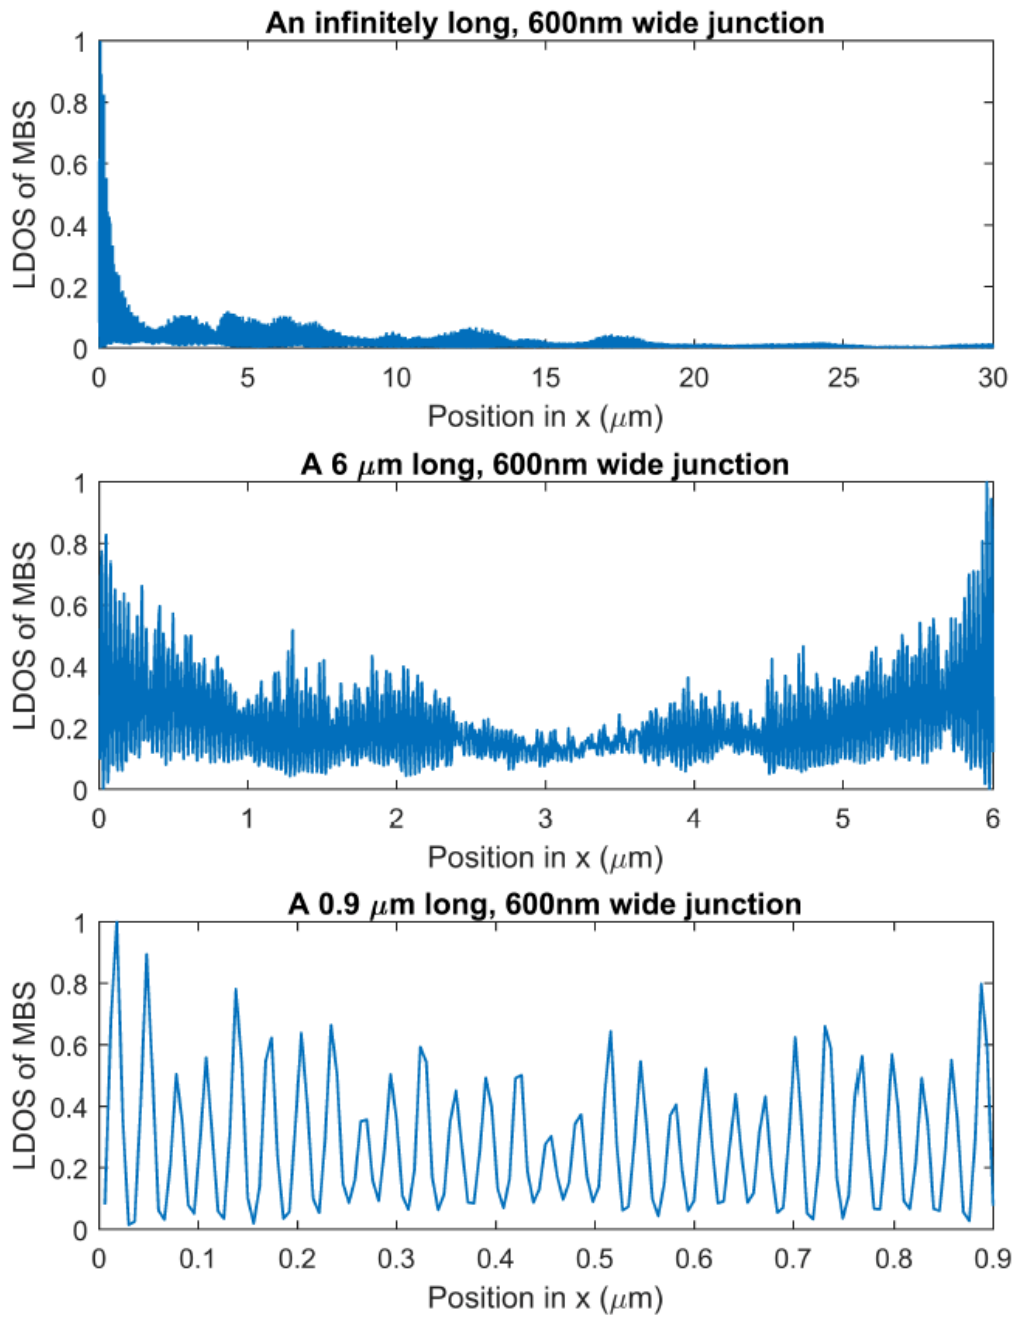 An infinitely long, 600nm wide junction
LDOS of MBS
1
0.8
0.6
0.4
0.2
0
0 5 10 15 20 25 30
Position in x (μm)
A 6 μm long, 600nm wide junction
LDOS of MBS
1
0.8
0.6
0.4
0.2
0
0 1 2 3 4 5 6
Position in x (μm)
A 0.9 μm long, 600nm wide junction
LDOS of MBS
1
0.8
0.6
0.4
0.2
0
0 0.1 0.2 0.3 0.4 0.5 0.6 0.7 0.8 0.9
Position in x (μm)